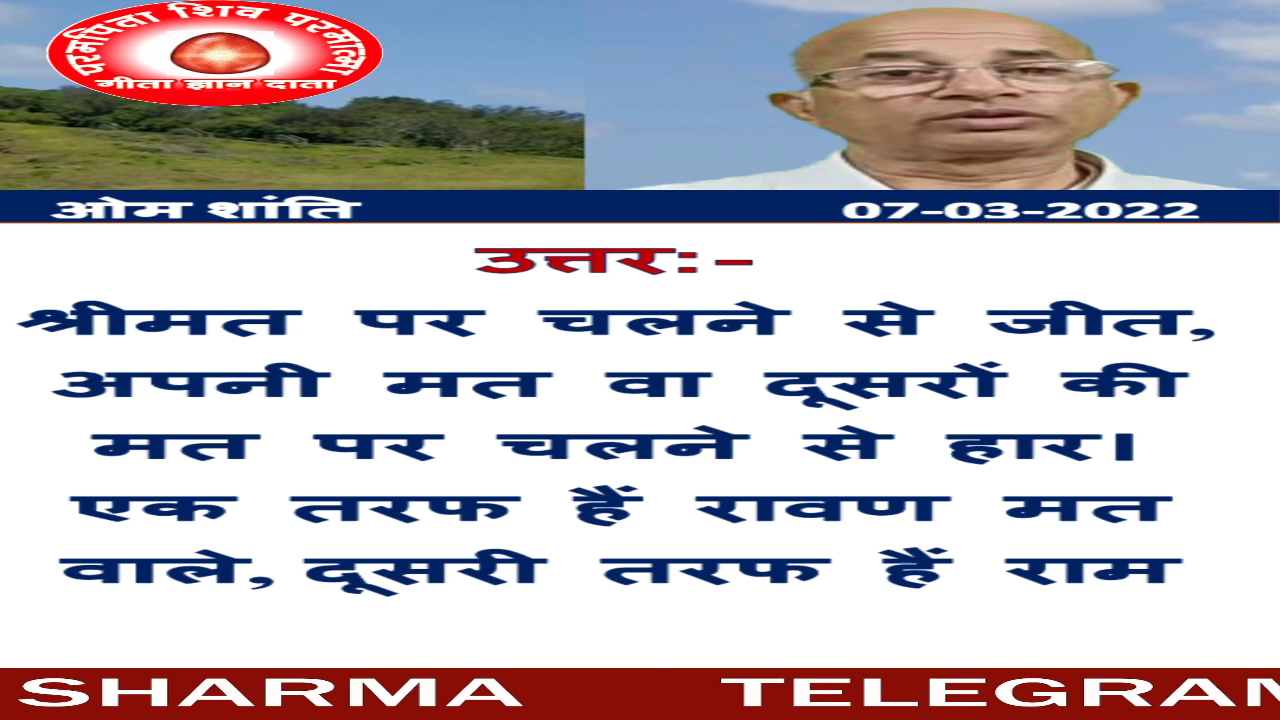 परमपिता शिव परमात्मा
गीता ज्ञान दाता
ओम शांति
07-03-2022
उत्तर:-
श्रीमत पर चलने से जीत,
अपनी मत वा दूसरों की
मत पर चलने से हार।
एक तरफ हैं रावण मत
वाले, दूसरी तरफ हैं राम
SHARMA TELEGRAM